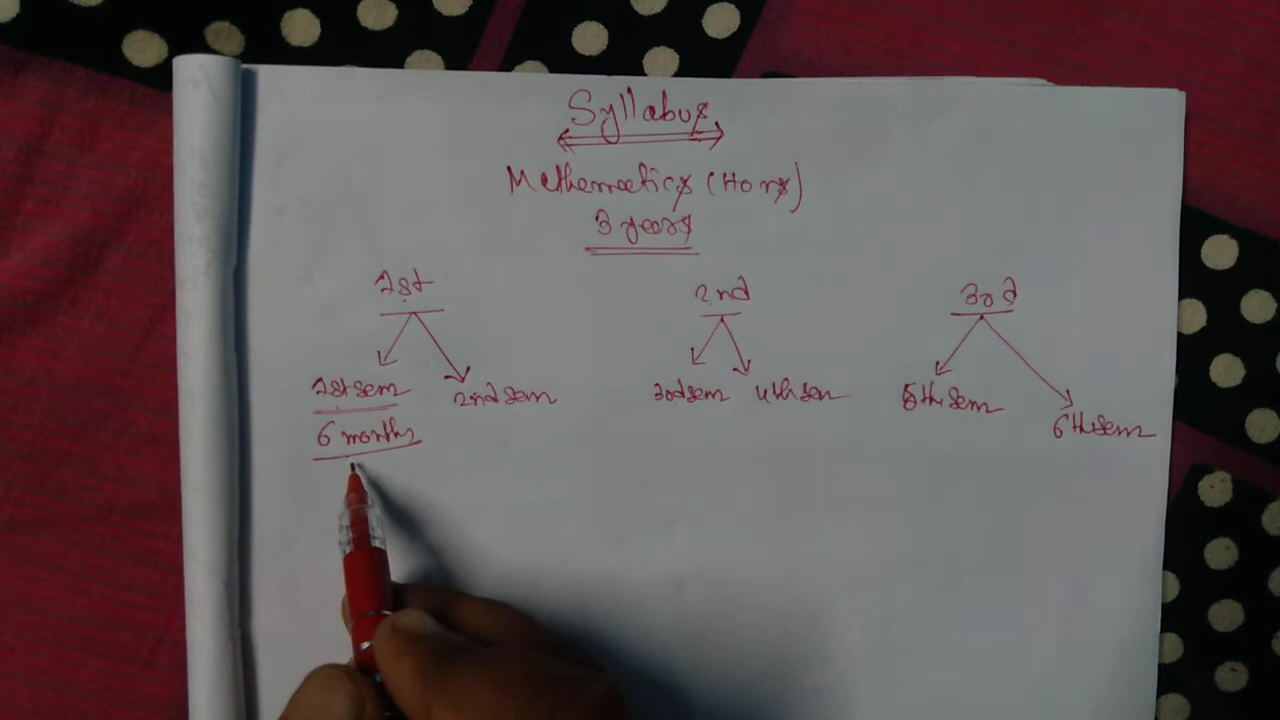 Syllabus
Mathematics (Hons)
3 years
1st 2nd 3rd
1st sem 2nd sem 3rd sem 4th sem 5th sem 6th sem
6 months